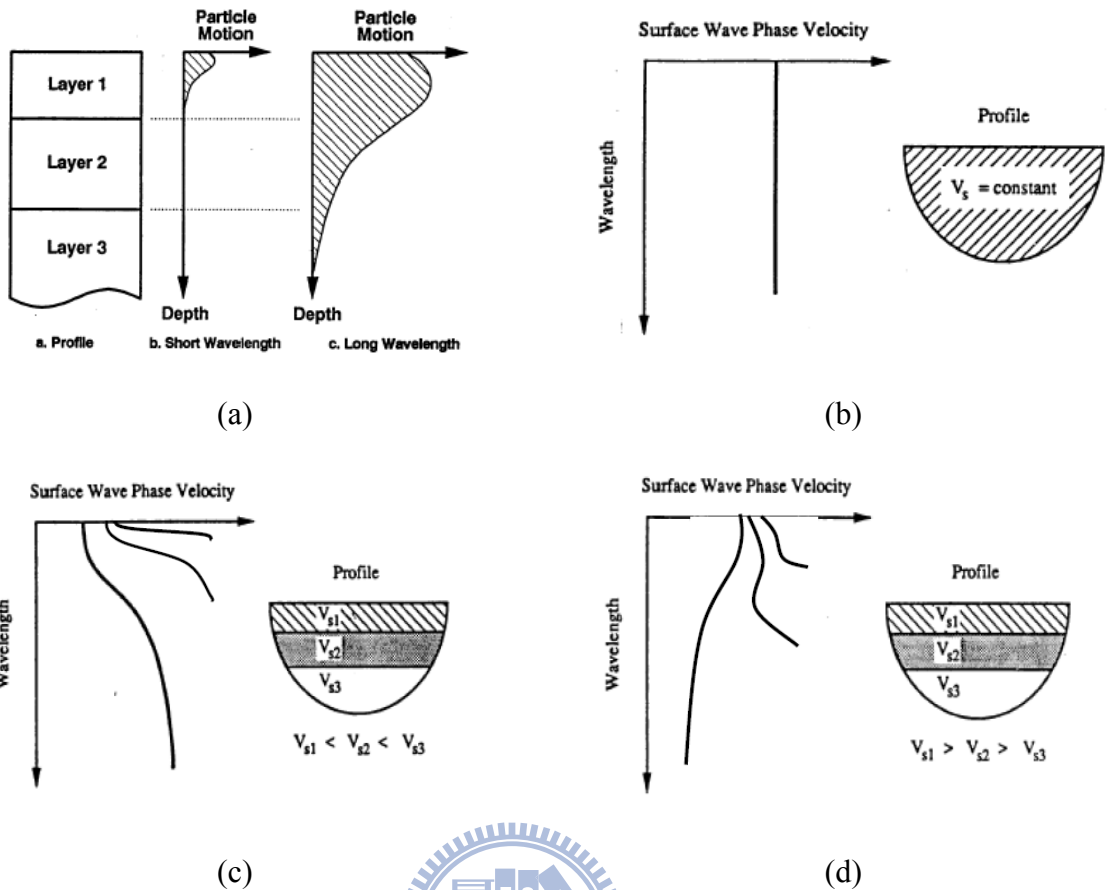 Particle
Motion
Particle
Motion
Layer 1
Layer 2
Layer 3
Depth
Depth
a. Profile
b. Short Wavelength
c. Long Wavelength
(a)
Surface Wave Phase Velocity
Wavelength
Profile
Vs = constant
(b)
Surface Wave Phase Velocity
Wavelength
Profile
Vs1
Vs2
Vs3
Vs1 < Vs2 < Vs3
(c)
Surface Wave Phase Velocity
Wavelength
Profile
Vs1
Vs2
Vs3
Vs1 > Vs2 > Vs3
(d)